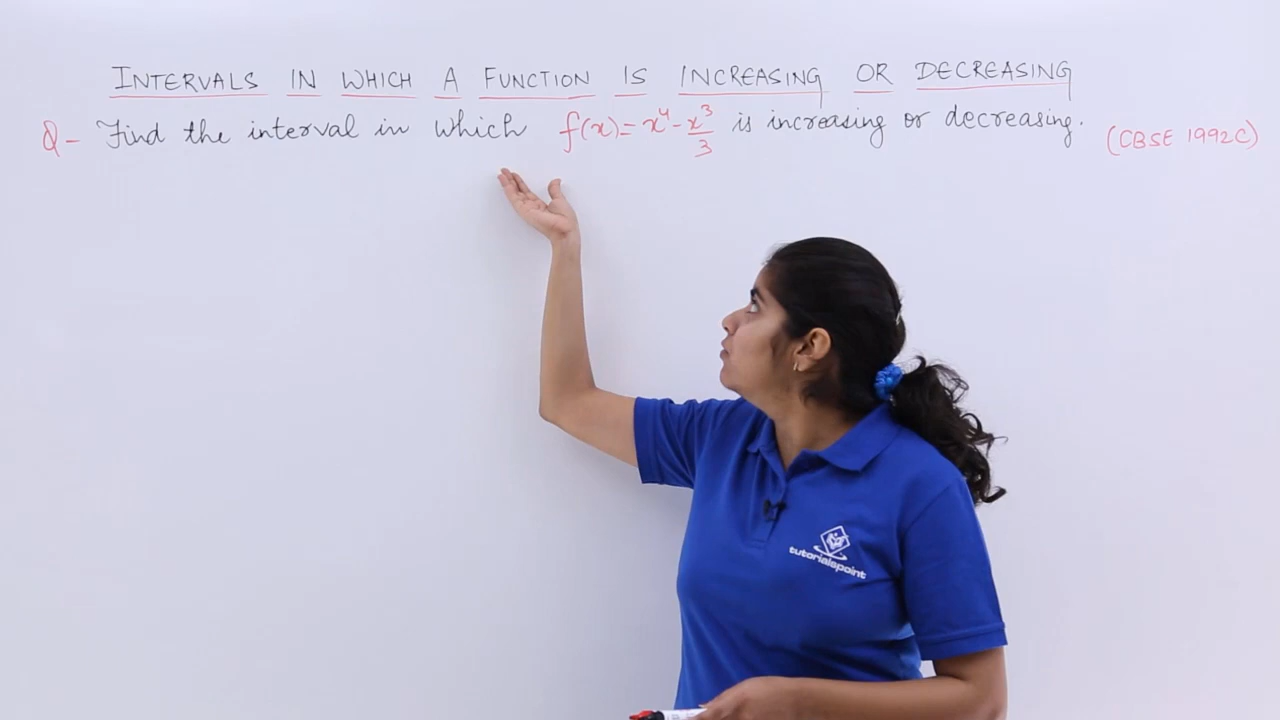 INTERVALS IN WHICH A FUNCTION IS INCREASING OR DECREASING
Q- Find the interval in which f(x) = x⁴ - x³/3 is increasing or decreasing. (CBSE 1992C)
tutorialspoint